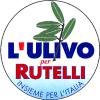 L'ULIVO
per
RUTELLI
INSIEME PER L'ITALIA